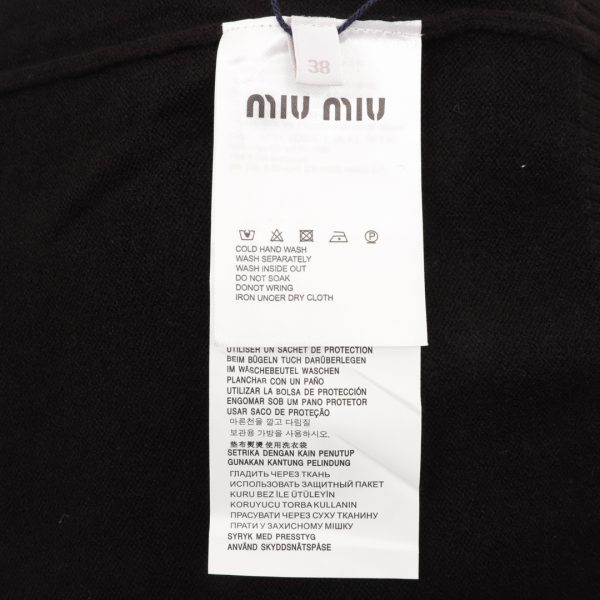 38
miu miu
COLD HAND WASH
WASH SEPARATELY
WASH INSIDE OUT
DO NOT SOAK
DONOT WRING
IRON UNDER DRY CLOTH
UTILISER UN SACHET DE PROTECTION
BEIM BÜGELN TUCH DARÜBERLEGEN
IM WÄSCHEBEUTEL WASCHEN
PLANCHAR CON UN PAÑO
UTILIZAR LA BOLSA DE PROTECCIÓN
ENGOMAR SOB UM PANO PROTETOR
USAR SACO DE PROTEÇÃO
마른천을 깔고 다림질
보관용 가방을 사용하시오.
垫布熨烫 使用洗衣袋
SETRIKA DENGAN KAIN PENUTUP
GUNAKAN KANTUNG PELINDUNG
ГЛАДИТЬ ЧЕРЕЗ ТКАНЬ
ИСПОЛЬЗОВАТЬ ЗАЩИТНЫЙ ПАКЕТ
KURU BEZ İLE ÜTÜLEYİN
KORUYUCU TORBA KULLANIN
ПРАСУВАТИ ЧЕРЕЗ СУХУ ТКАНИНУ
ПРАТИ У ЗАХИСНОМУ МІШКУ
SYRYK MED PRESSTYG
ANVÄND SKYDDSNÄTSPÅSE